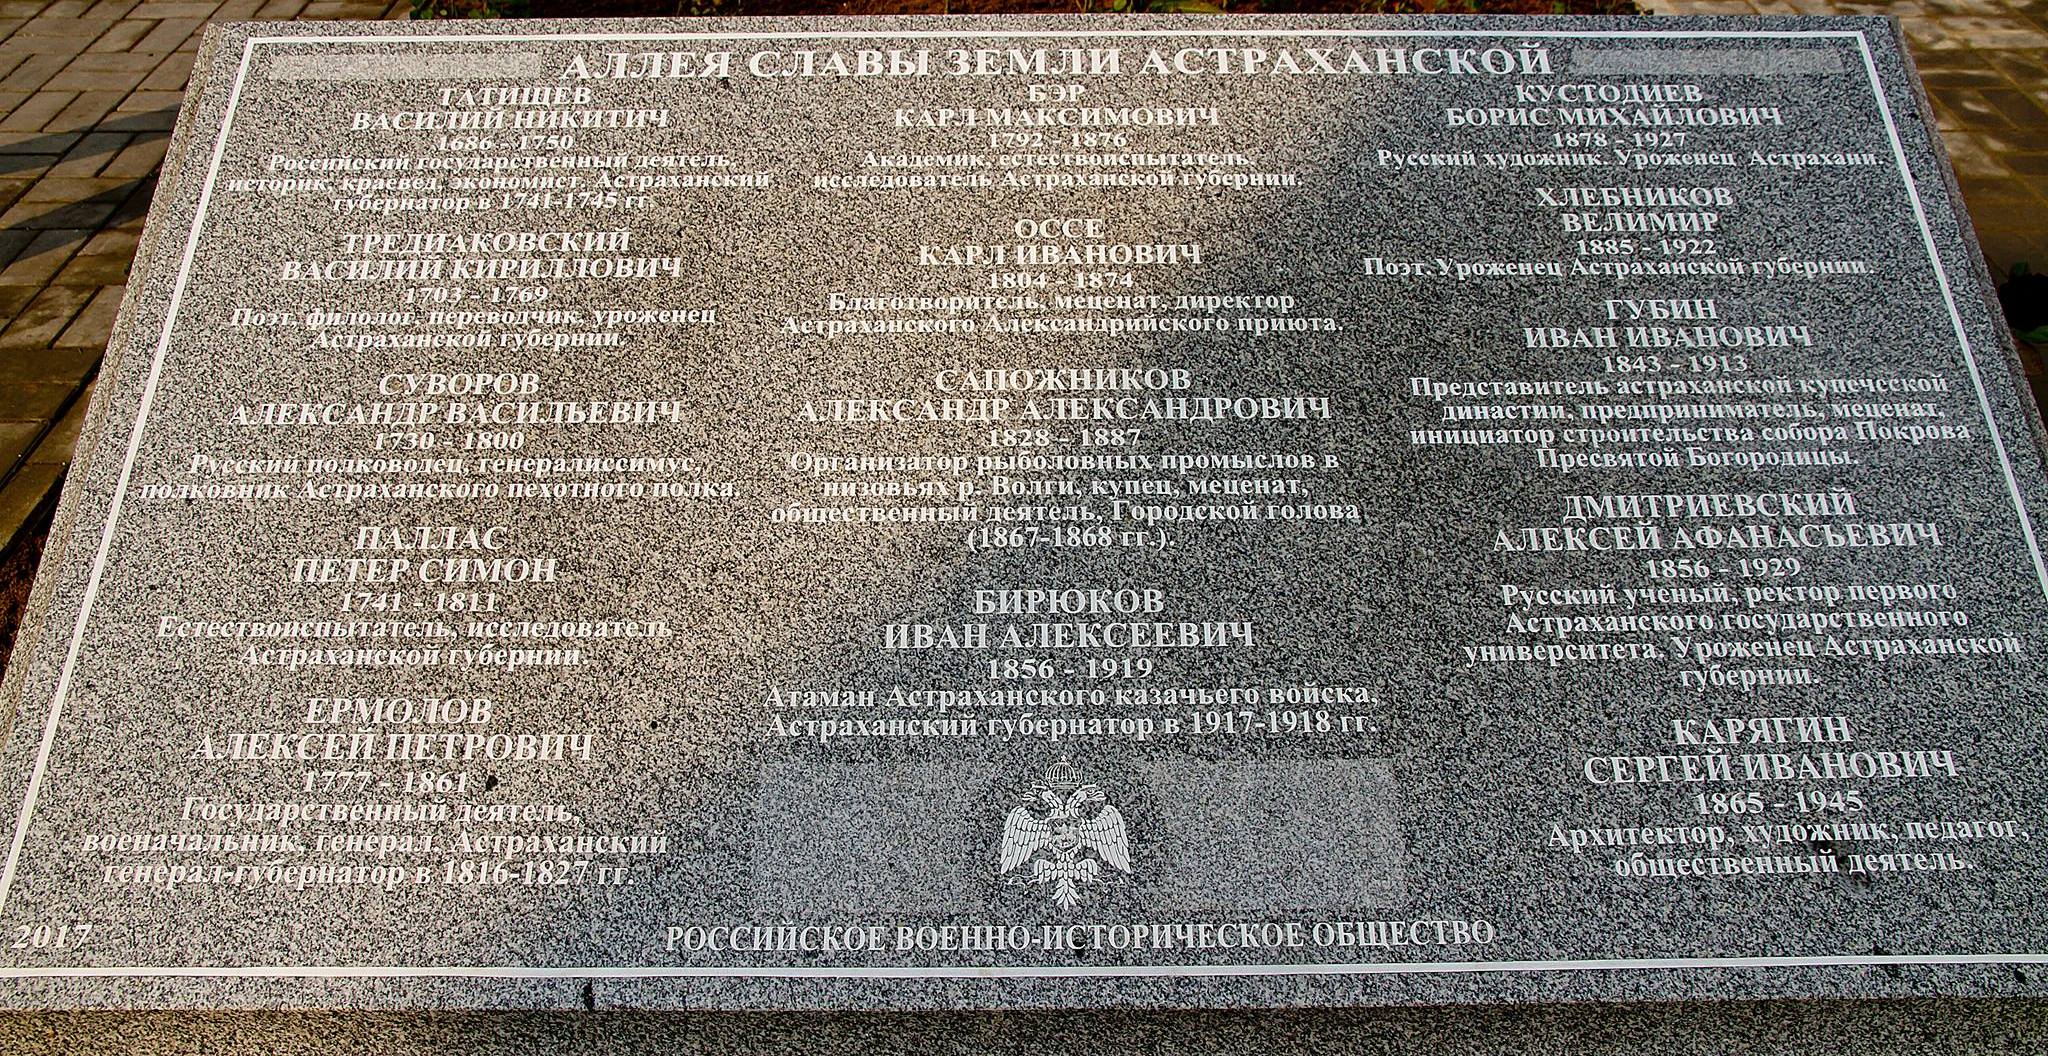 АЛЛЕЯ СЛАВЫ ЗЕМЛИ АСТРАХАНСКОЙ
ТАТИЩЕВ
ВАСИЛИЙ НИКИТИЧ
1686 - 1750
Российский государственный деятель,
историк, краевед, экономист. Астраханский
губернатор в 1741-1745 гг.
ТРЕДИАКОВСКИЙ
ВАСИЛИЙ КИРИЛЛОВИЧ
1703 - 1769
Поэт, филолог, переводчик, уроженец
Астраханской губернии.
СУВОРОВ
АЛЕКСАНДР ВАСИЛЬЕВИЧ
1730 - 1800
Русский полководец, генералиссимус,
полковник Астраханского пехотного полка.
ПАЛЛАС
ПЕТЕР СИМОН
1741 - 1811
Естествоиспытатель, исследователь
Астраханской губернии.
ЕРМОЛОВ
АЛЕКСЕЙ ПЕТРОВИЧ
1777 - 1861
Государственный деятель,
военачальник, генерал. Астраханский
генерал-губернатор в 1816-1827 гг.
БЭР
КАРЛ МАКСИМОВИЧ
1792 - 1876
Академик, естествоиспытатель,
исследователь Астраханской губернии.
ОССЕ
КАРЛ ИВАНОВИЧ
1804 - 1874
Благотворитель, меценат, директор
Астраханского Александрийского приюта.
САПОЖНИКОВ
АЛЕКСАНДР АЛЕКСАНДРОВИЧ
1828 - 1887
Организатор рыболовных промыслов в
низовьях р. Волги, купец, меценат,
общественный деятель, Городской голова
(1867-1868 гг.).
БИРЮКОВ
ИВАН АЛЕКСЕЕВИЧ
1856 - 1919
Атаман Астраханского казачьего войска,
Астраханский губернатор в 1917-1918 гг.
КУСТОДИЕВ
БОРИС МИХАЙЛОВИЧ
1878 - 1927
Русский художник. Уроженец Астрахани.
ХЛЕБНИКОВ
ВЕЛИМИР
1885 - 1922
Поэт. Уроженец Астраханской губернии.
ГУБИН
ИВАН ИВАНОВИЧ
1843 - 1913
Представитель астраханской купеческой
династии, предприниматель, меценат,
инициатор строительства собора Покрова
Пресвятой Богородицы.
ДМИТРИЕВСКИЙ
АЛЕКСЕЙ АФАНАСЬЕВИЧ
1856 - 1929
Русский ученый, ректор первого
Астраханского государственного
университета. Уроженец Астраханской
губернии.
КАРЯГИН
СЕРГЕЙ ИВАНОВИЧ
1865 - 1945
Архитектор, художник, педагог,
общественный деятель.
2017
РОССИЙСКОЕ ВОЕННО-ИСТОРИЧЕСКОЕ ОБЩЕСТВО